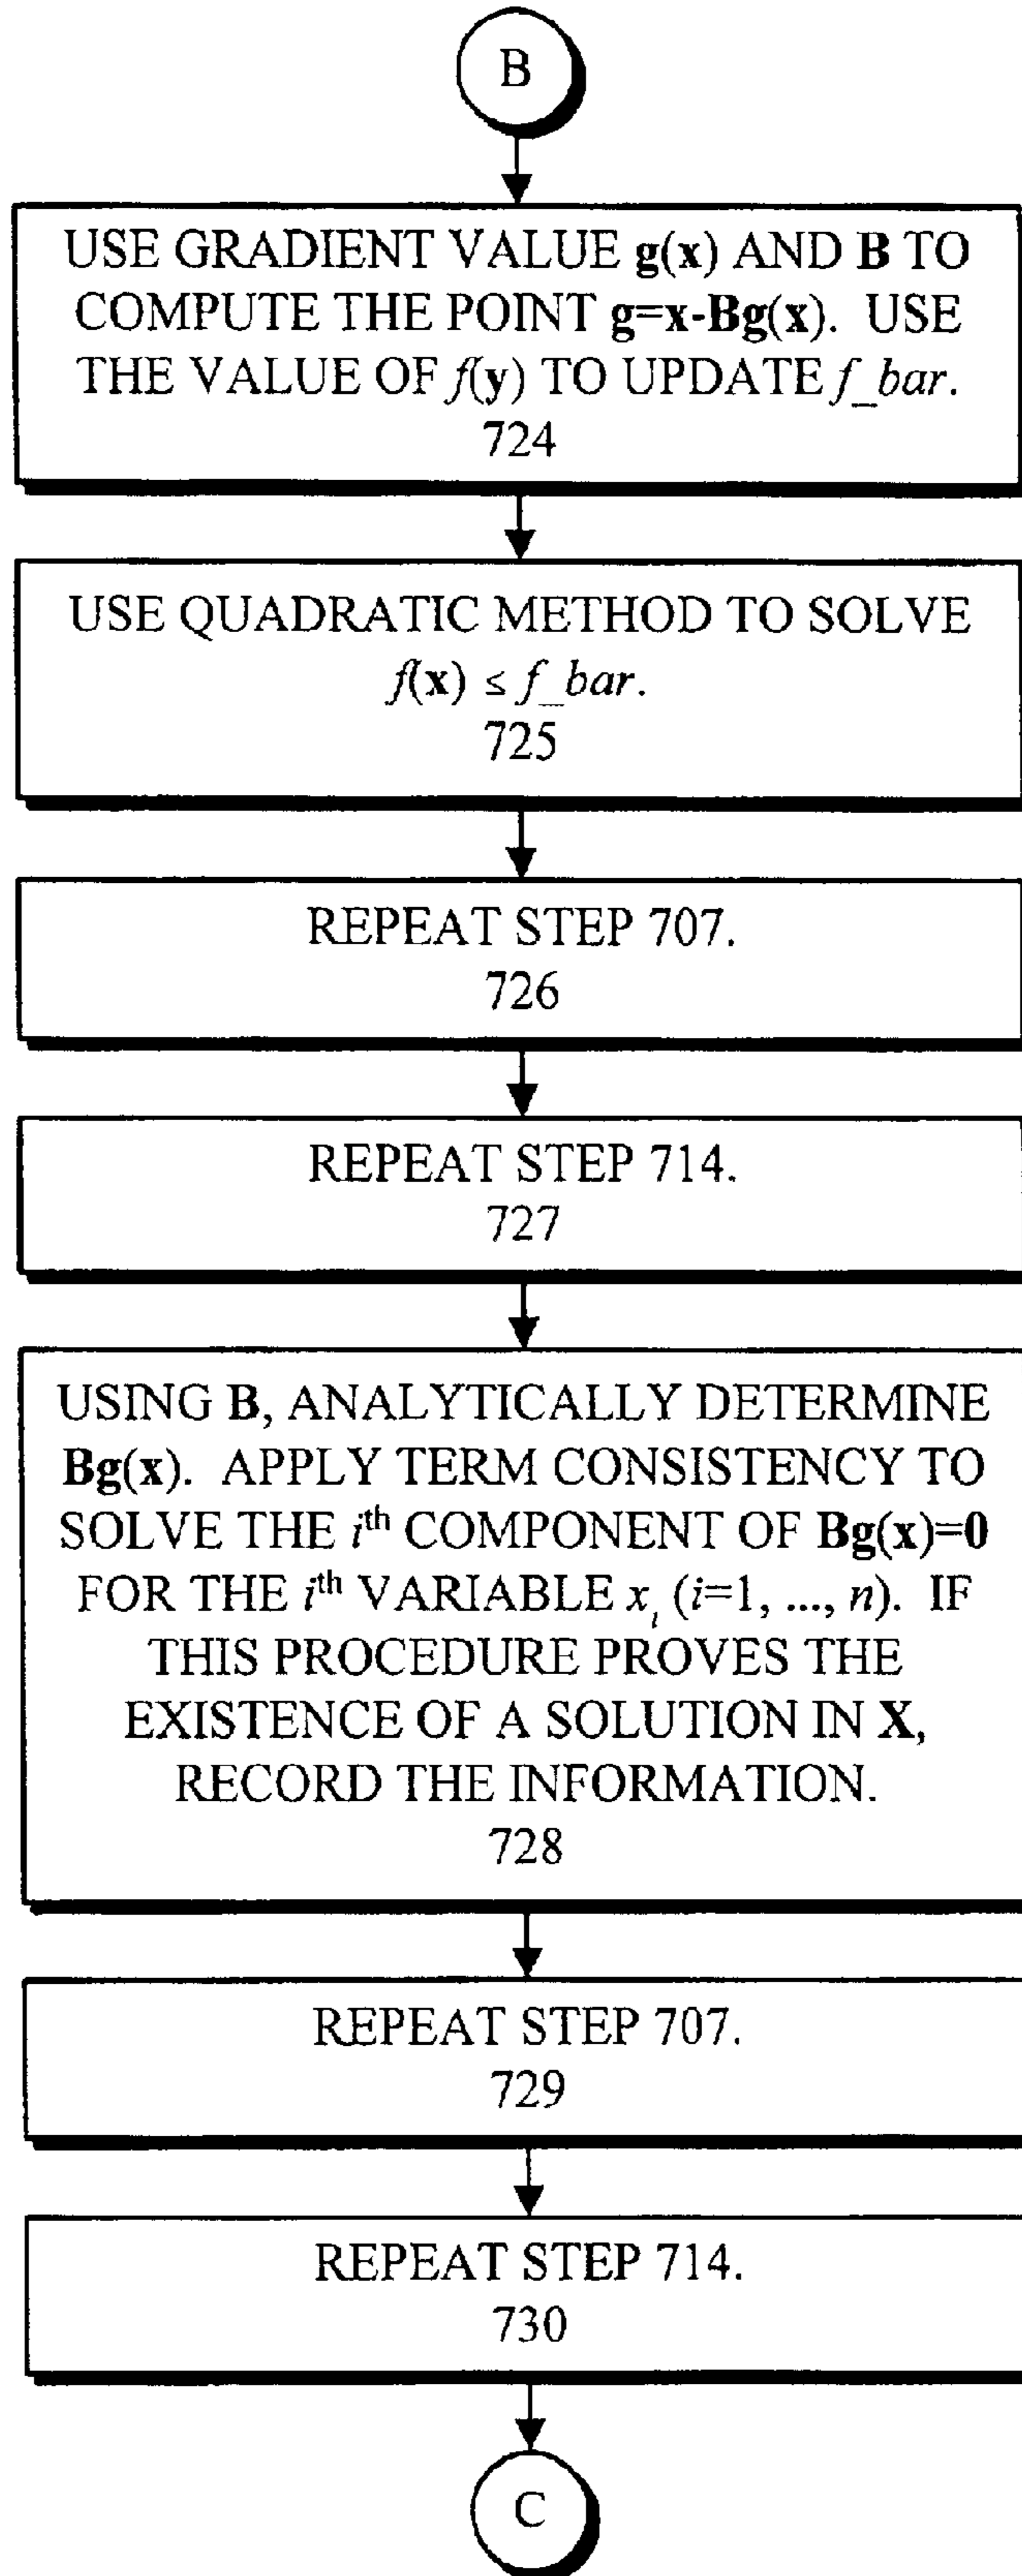 B
USE GRADIENT VALUE g(x) AND B TO
COMPUTE THE POINT g=x-Bg(x). USE
THE VALUE OF f(y) TO UPDATE f_bar.
724
USE QUADRATIC METHOD TO SOLVE
f(x) ≤ f_bar.
725
REPEAT STEP 707.
726
REPEAT STEP 714.
727
USING B, ANALYTICALLY DETERMINE
Bg(x). APPLY TERM CONSISTENCY TO
SOLVE THE ith COMPONENT OF Bg(x)=0
FOR THE ith VARIABLE xi (i=1, ..., n). IF
THIS PROCEDURE PROVES THE
EXISTENCE OF A SOLUTION IN X,
RECORD THE INFORMATION.
728
REPEAT STEP 707.
729
REPEAT STEP 714.
730
C